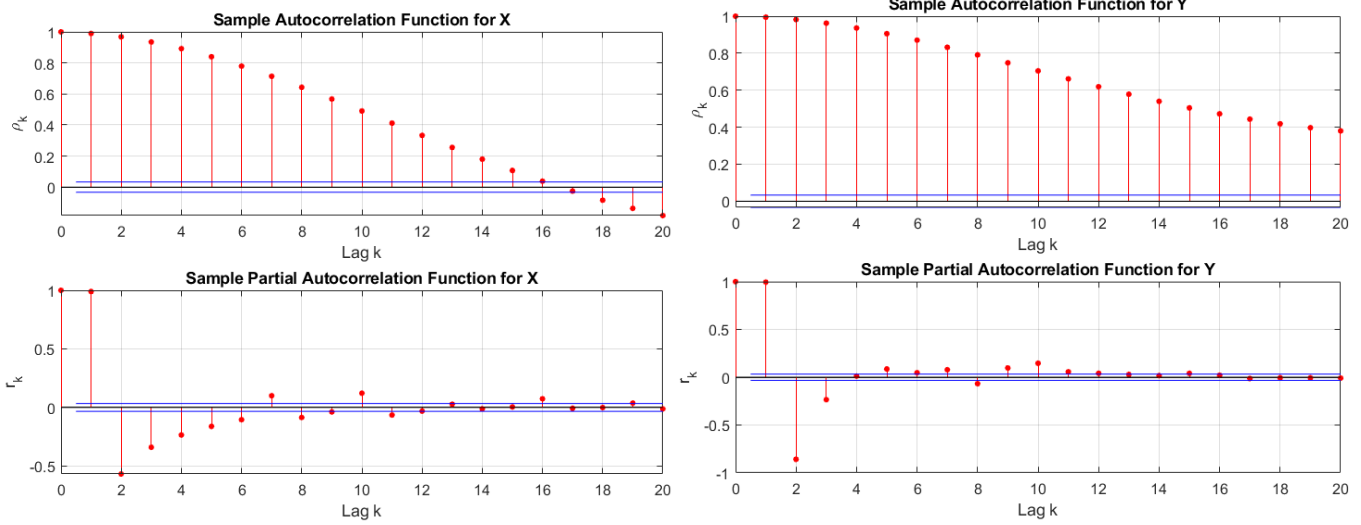 Sample Autocorrelation Function for X
1
0.8
0.6
0.4
0.2
0
ρk
0 2 4 6 8 10 12 14 16 18 20
Lag k
Sample Autocorrelation Function for Y
1
0.8
0.6
0.4
0.2
0
ρk
0 2 4 6 8 10 12 14 16 18 20
Lag k
Sample Partial Autocorrelation Function for X
1
0.5
0
-0.5
rk
0 2 4 6 8 10 12 14 16 18 20
Lag k
Sample Partial Autocorrelation Function for Y
1
0.5
0
-0.5
-1
rk
0 2 4 6 8 10 12 14 16 18 20
Lag k